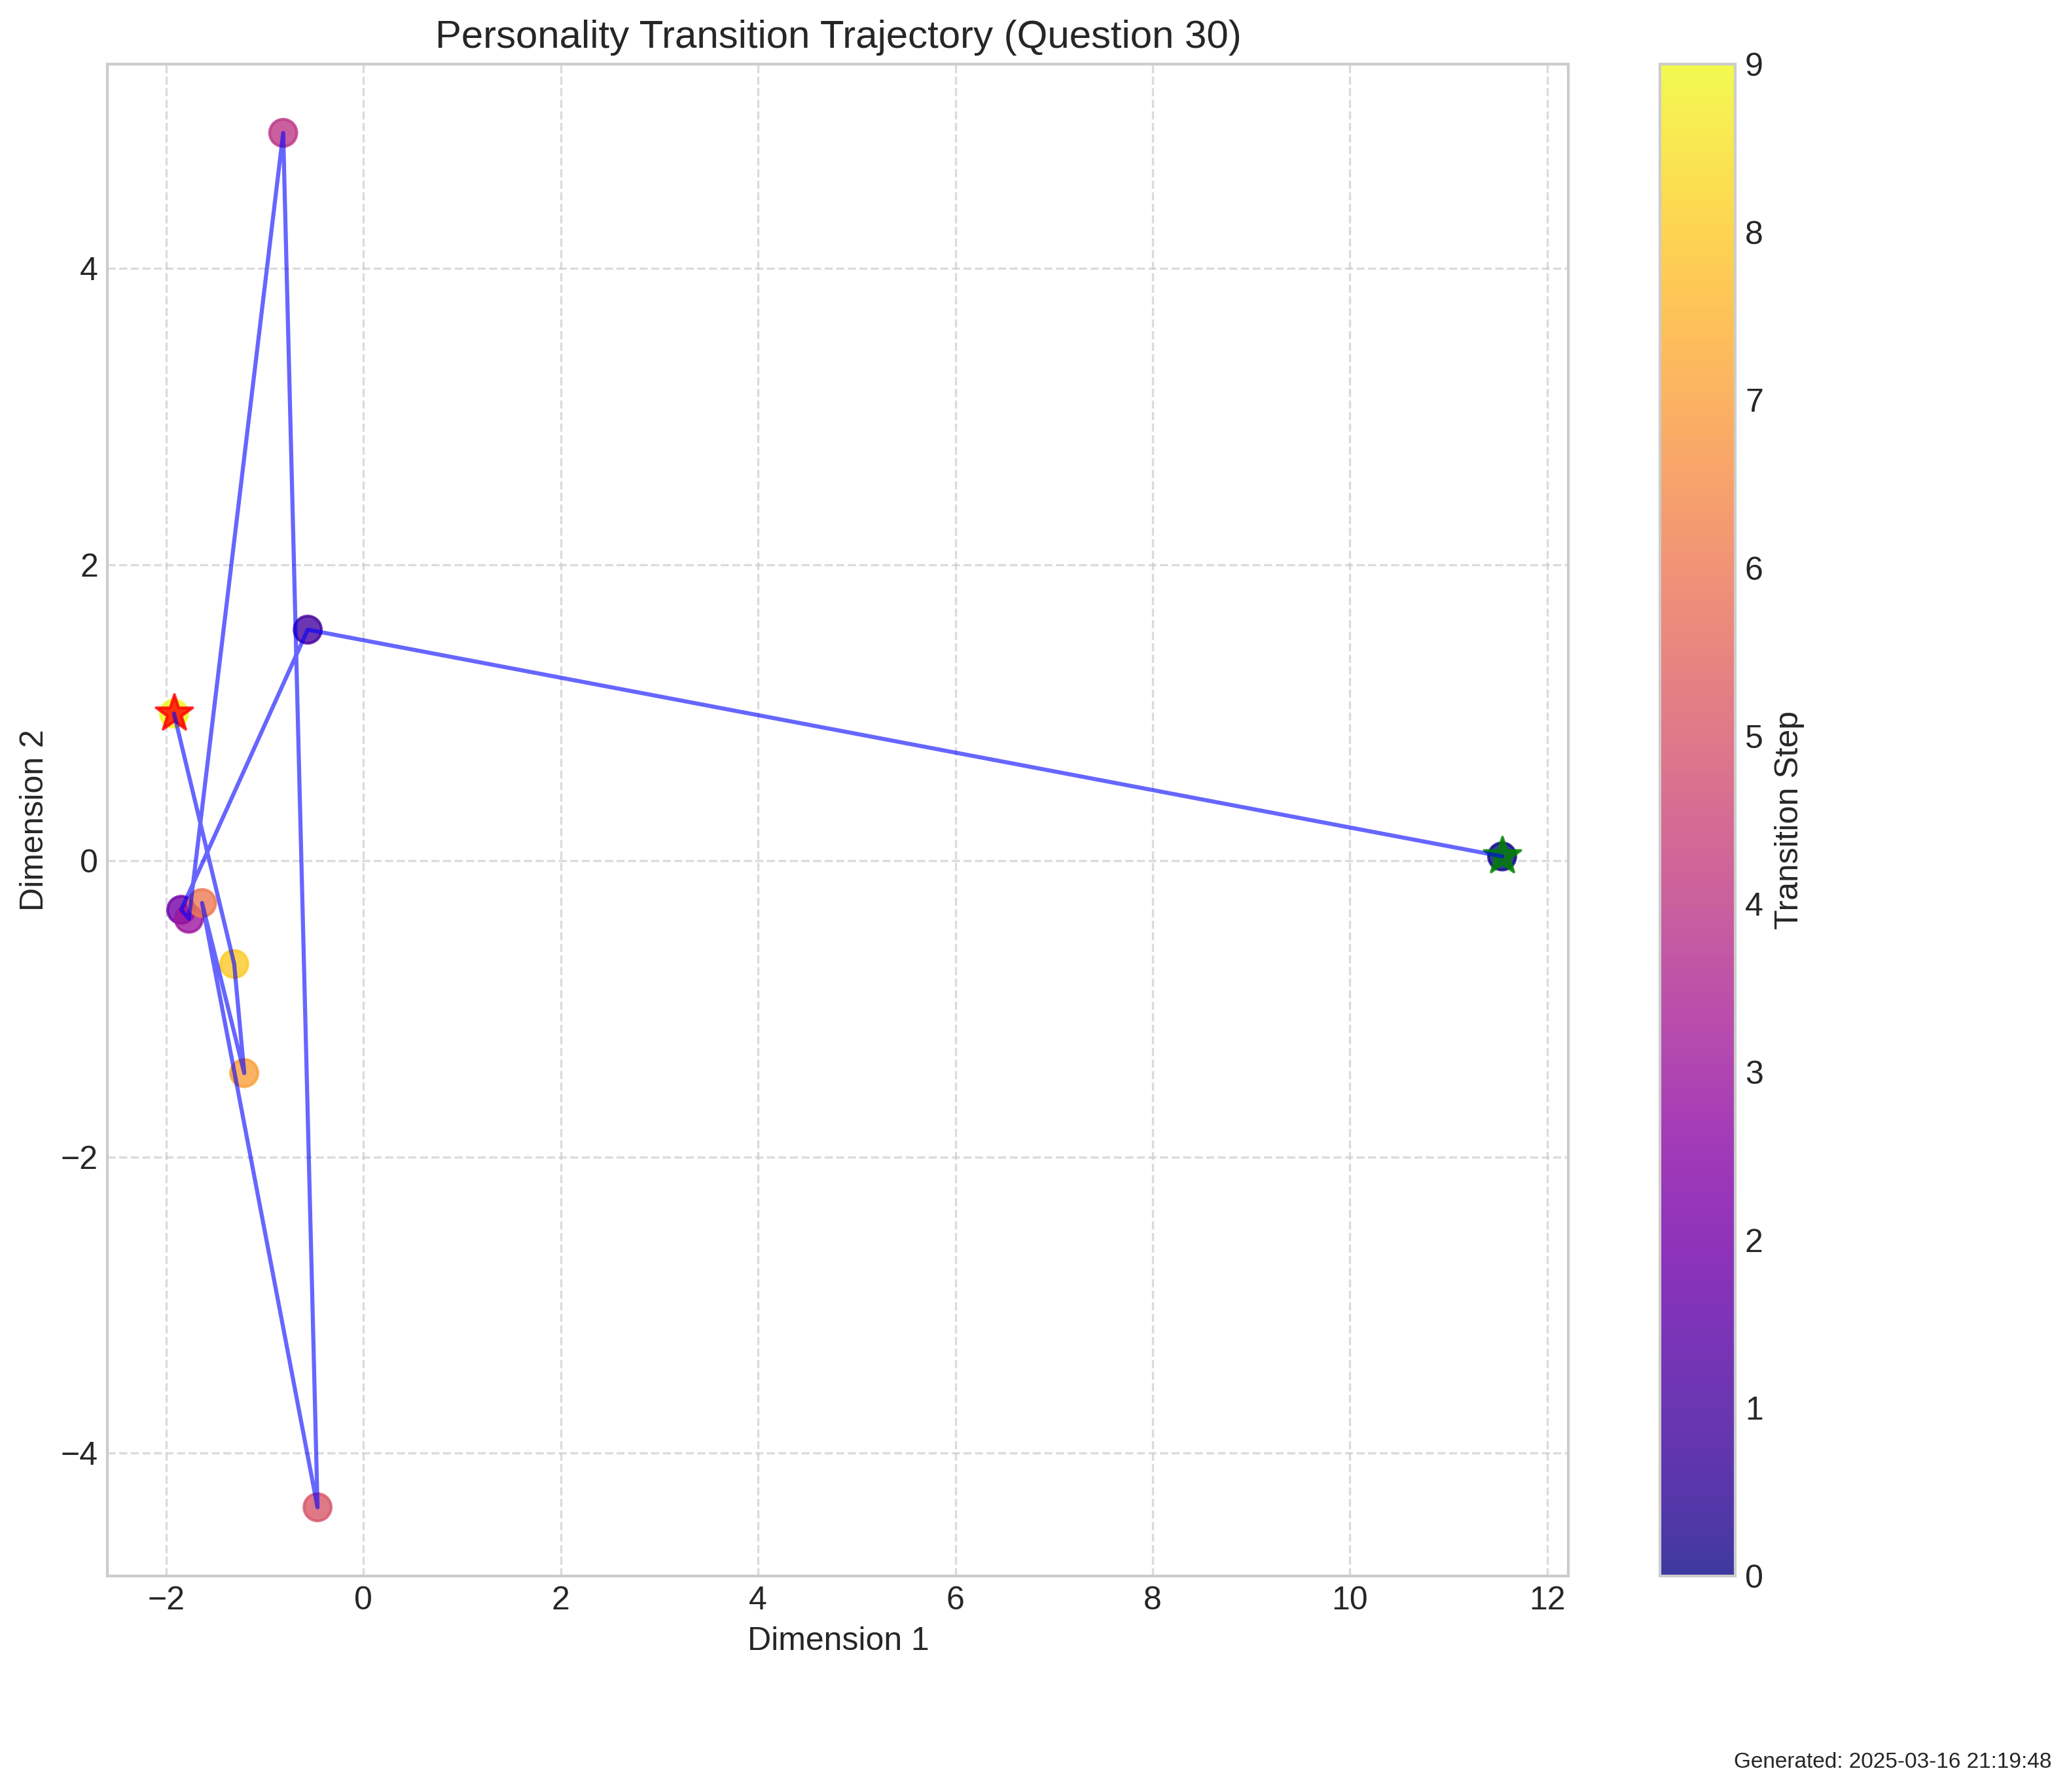 Personality Transition Trajectory (Question 30)
4
2
0
−2
−4
Dimension 2
−2 0 2 4 6 8 10 12
Dimension 1
9
8
7
6
5
4
3
2
1
0
Transition Step
Generated: 2025-03-16 21:19:48